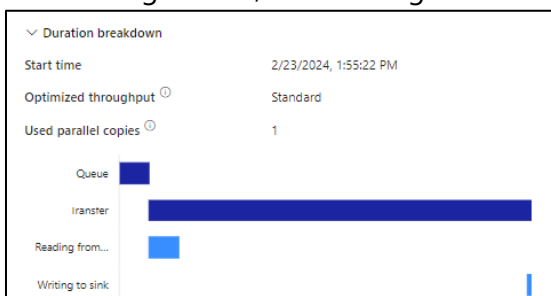 Duration breakdown
Start time 2/23/2024, 1:55:22 PM
Optimized throughput Standard
Used parallel copies 1
Queue
Transfer
Reading from...
Writing to sink